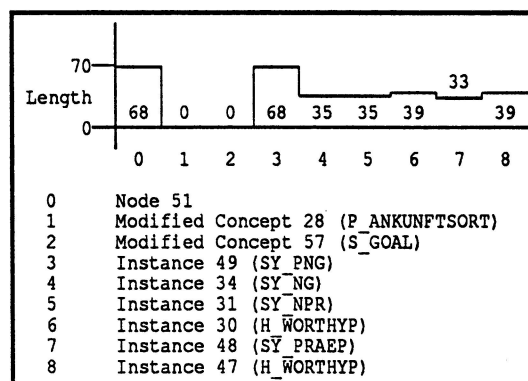 70
33
Length
68 0 0 68 35 35 39 39
0
0 1 2 3 4 5 6 7 8
0 Node 51
1 Modified Concept 28 (P_ANKUNFTSORT)
2 Modified Concept 57 (S_GOAL)
3 Instance 49 (SY_PNG)
4 Instance 34 (SY_NG)
5 Instance 31 (SY_NPR)
6 Instance 30 (H_WORTHYP)
7 Instance 48 (SY_PRAEP)
8 Instance 47 (H_WORTHYP)